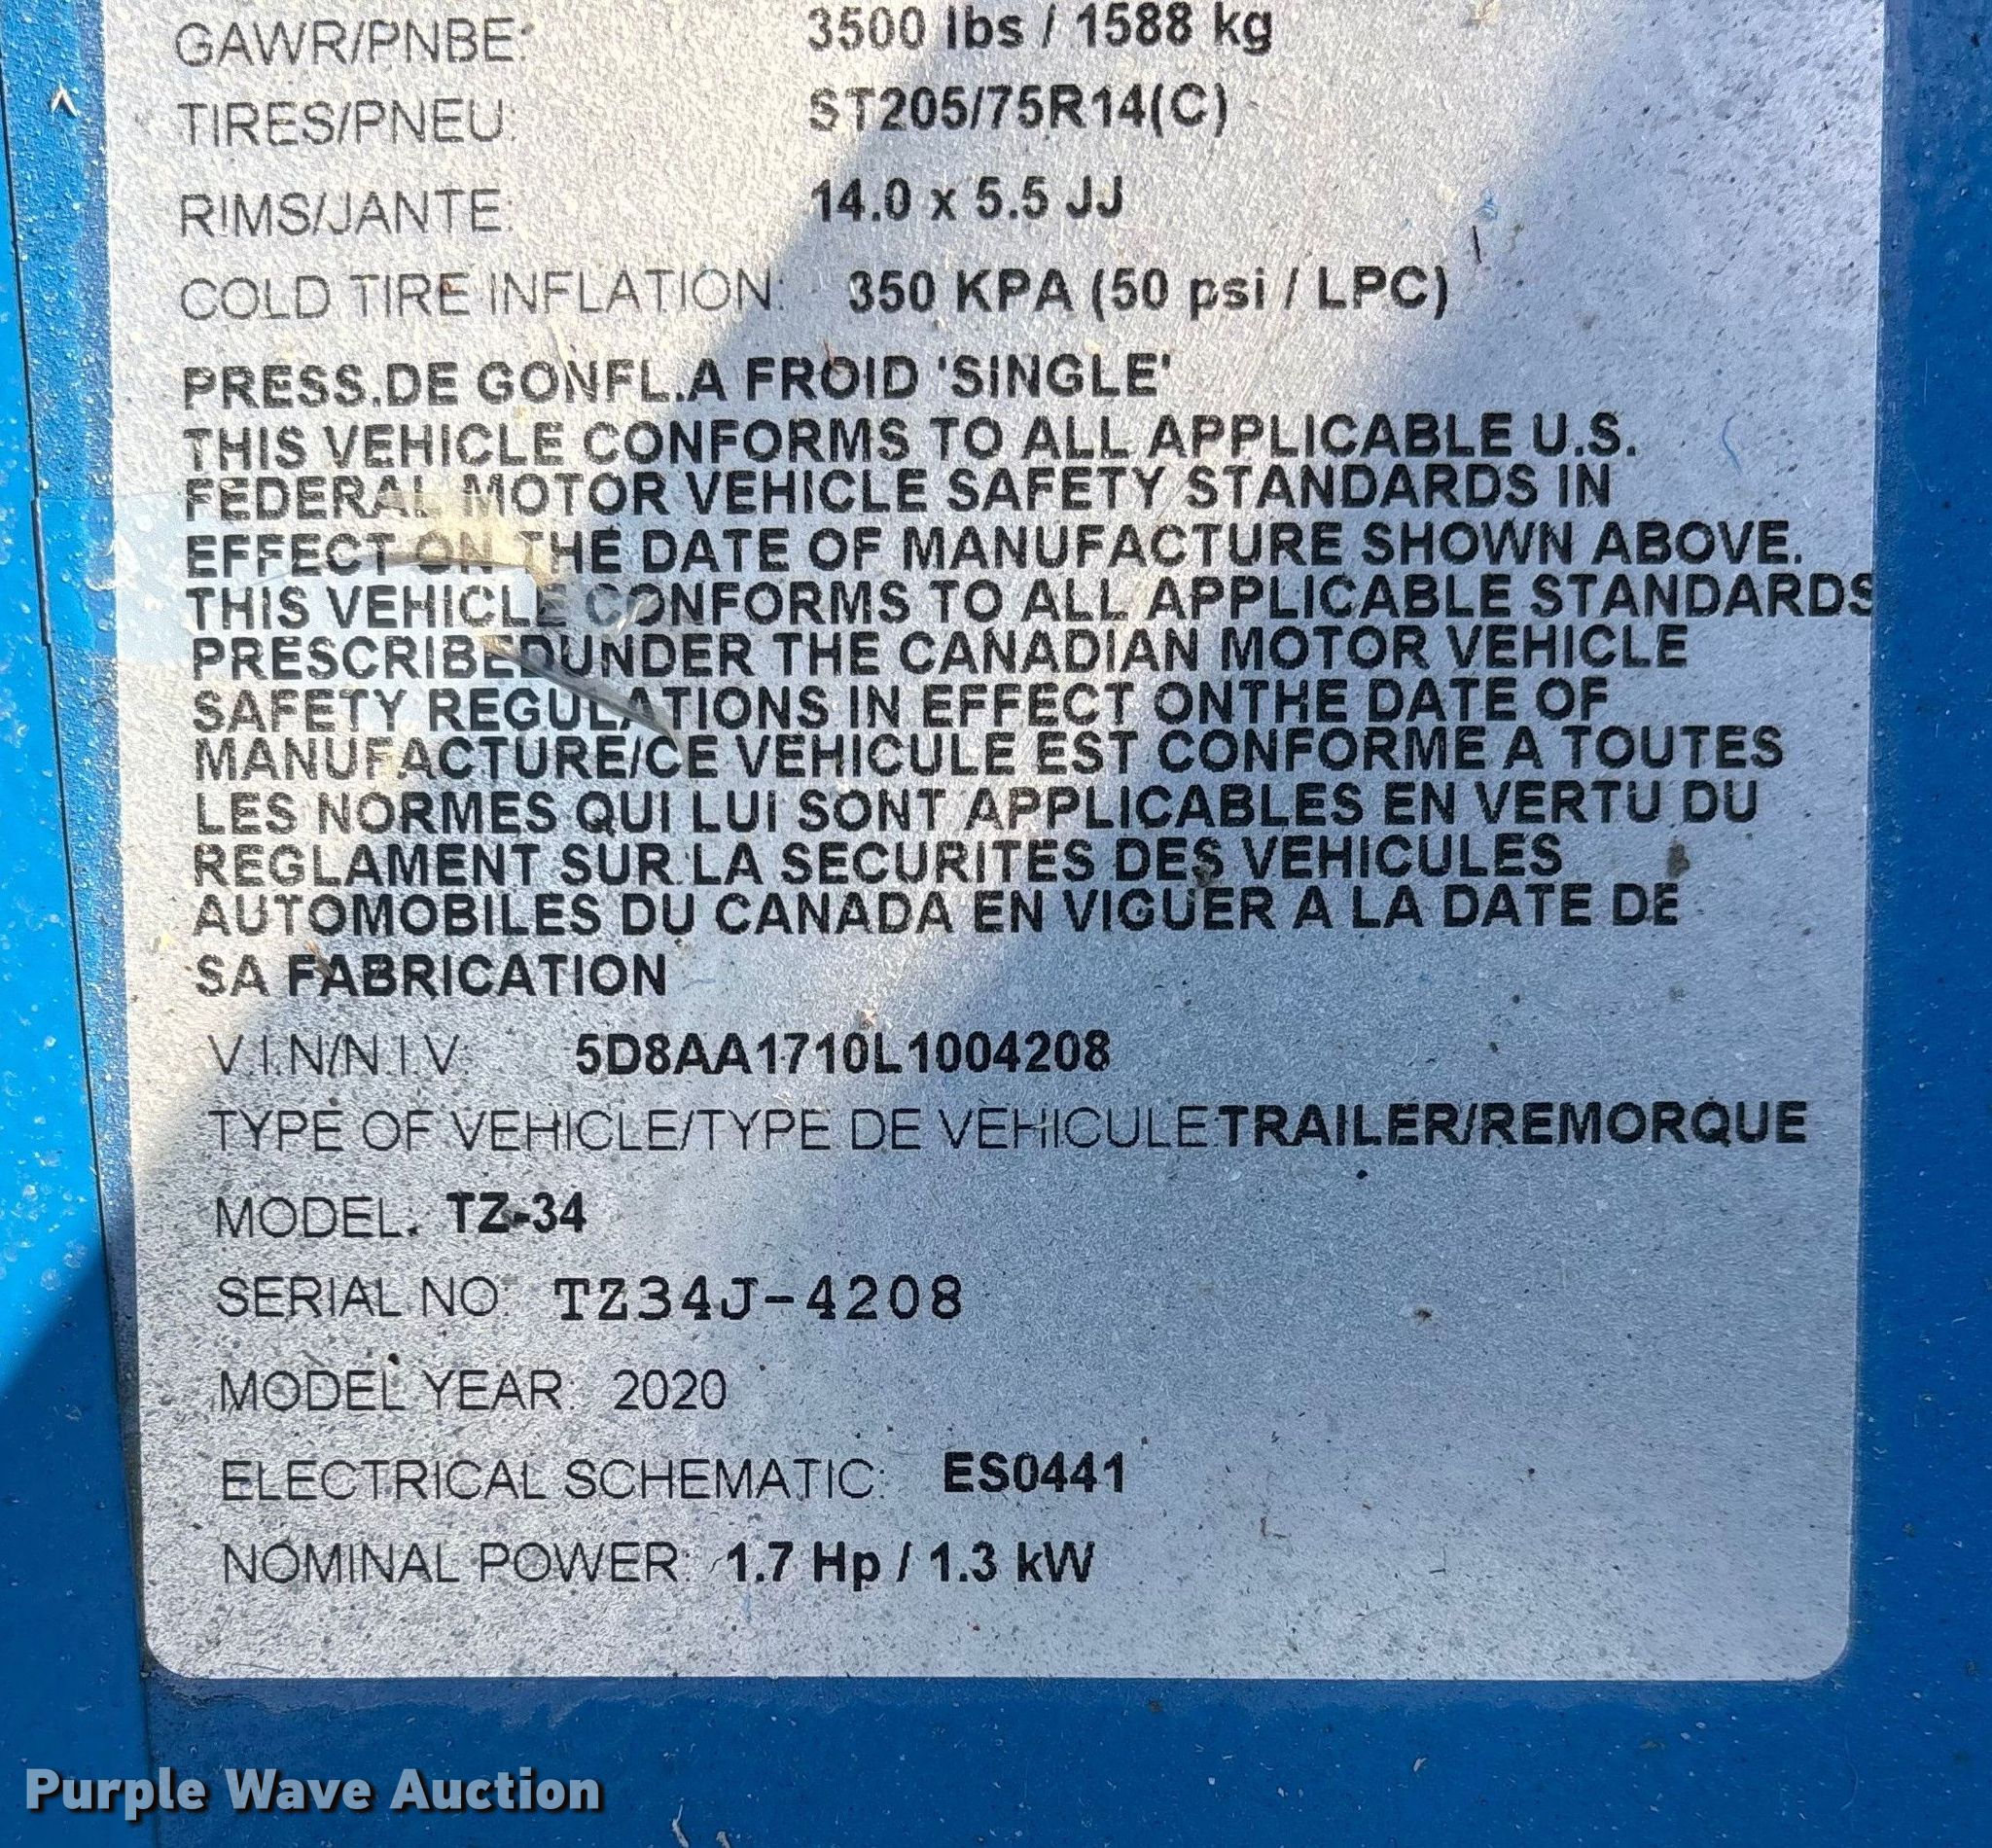 GAWR/PNBE: 3500 lbs / 1588 kg
TIRES/PNEU: ST205/75R14(C)
RIMS/JANTE: 14.0 x 5.5 JJ
COLD TIRE INFLATION: 350 KPA (50 psi / LPC)
PRESS.DE GONFL.A FROID 'SINGLE'
THIS VEHICLE CONFORMS TO ALL APPLICABLE U.S.
FEDERAL MOTOR VEHICLE SAFETY STANDARDS IN
EFFECT ON THE DATE OF MANUFACTURE SHOWN ABOVE.
THIS VEHICLE CONFORMS TO ALL APPLICABLE STANDARDS
PRESCRIBEDUNDER THE CANADIAN MOTOR VEHICLE
SAFETY REGULATIONS IN EFFECT ONTHE DATE OF
MANUFACTURE/CE VEHICULE EST CONFORME A TOUTES
LES NORMES QUI LUI SONT APPLICABLES EN VERTU DU
REGLAMENT SUR LA SECURITES DES VEHICULES
AUTOMOBILES DU CANADA EN VIGUER A LA DATE DE
SA FABRICATION
V.I.N/N.I.V: 5D8AA1710L1004208
TYPE OF VEHICLE/TYPE DE VEHICULE:TRAILER/REMORQUE
MODEL: TZ-34
SERIAL NO: TZ34J-4208
MODEL YEAR: 2020
ELECTRICAL SCHEMATIC: ES0441
NOMINAL POWER: 1.7 Hp / 1.3 kW
Purple Wave Auction